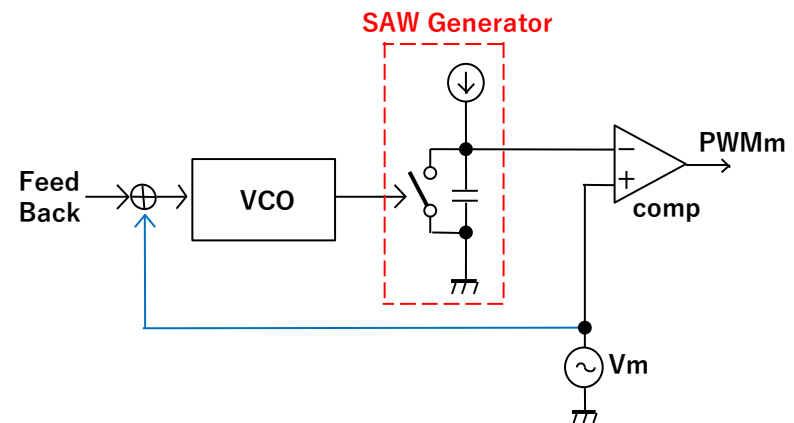 SAW Generator
PWMm
Feed
Back
VCO
−
+
comp
Vm